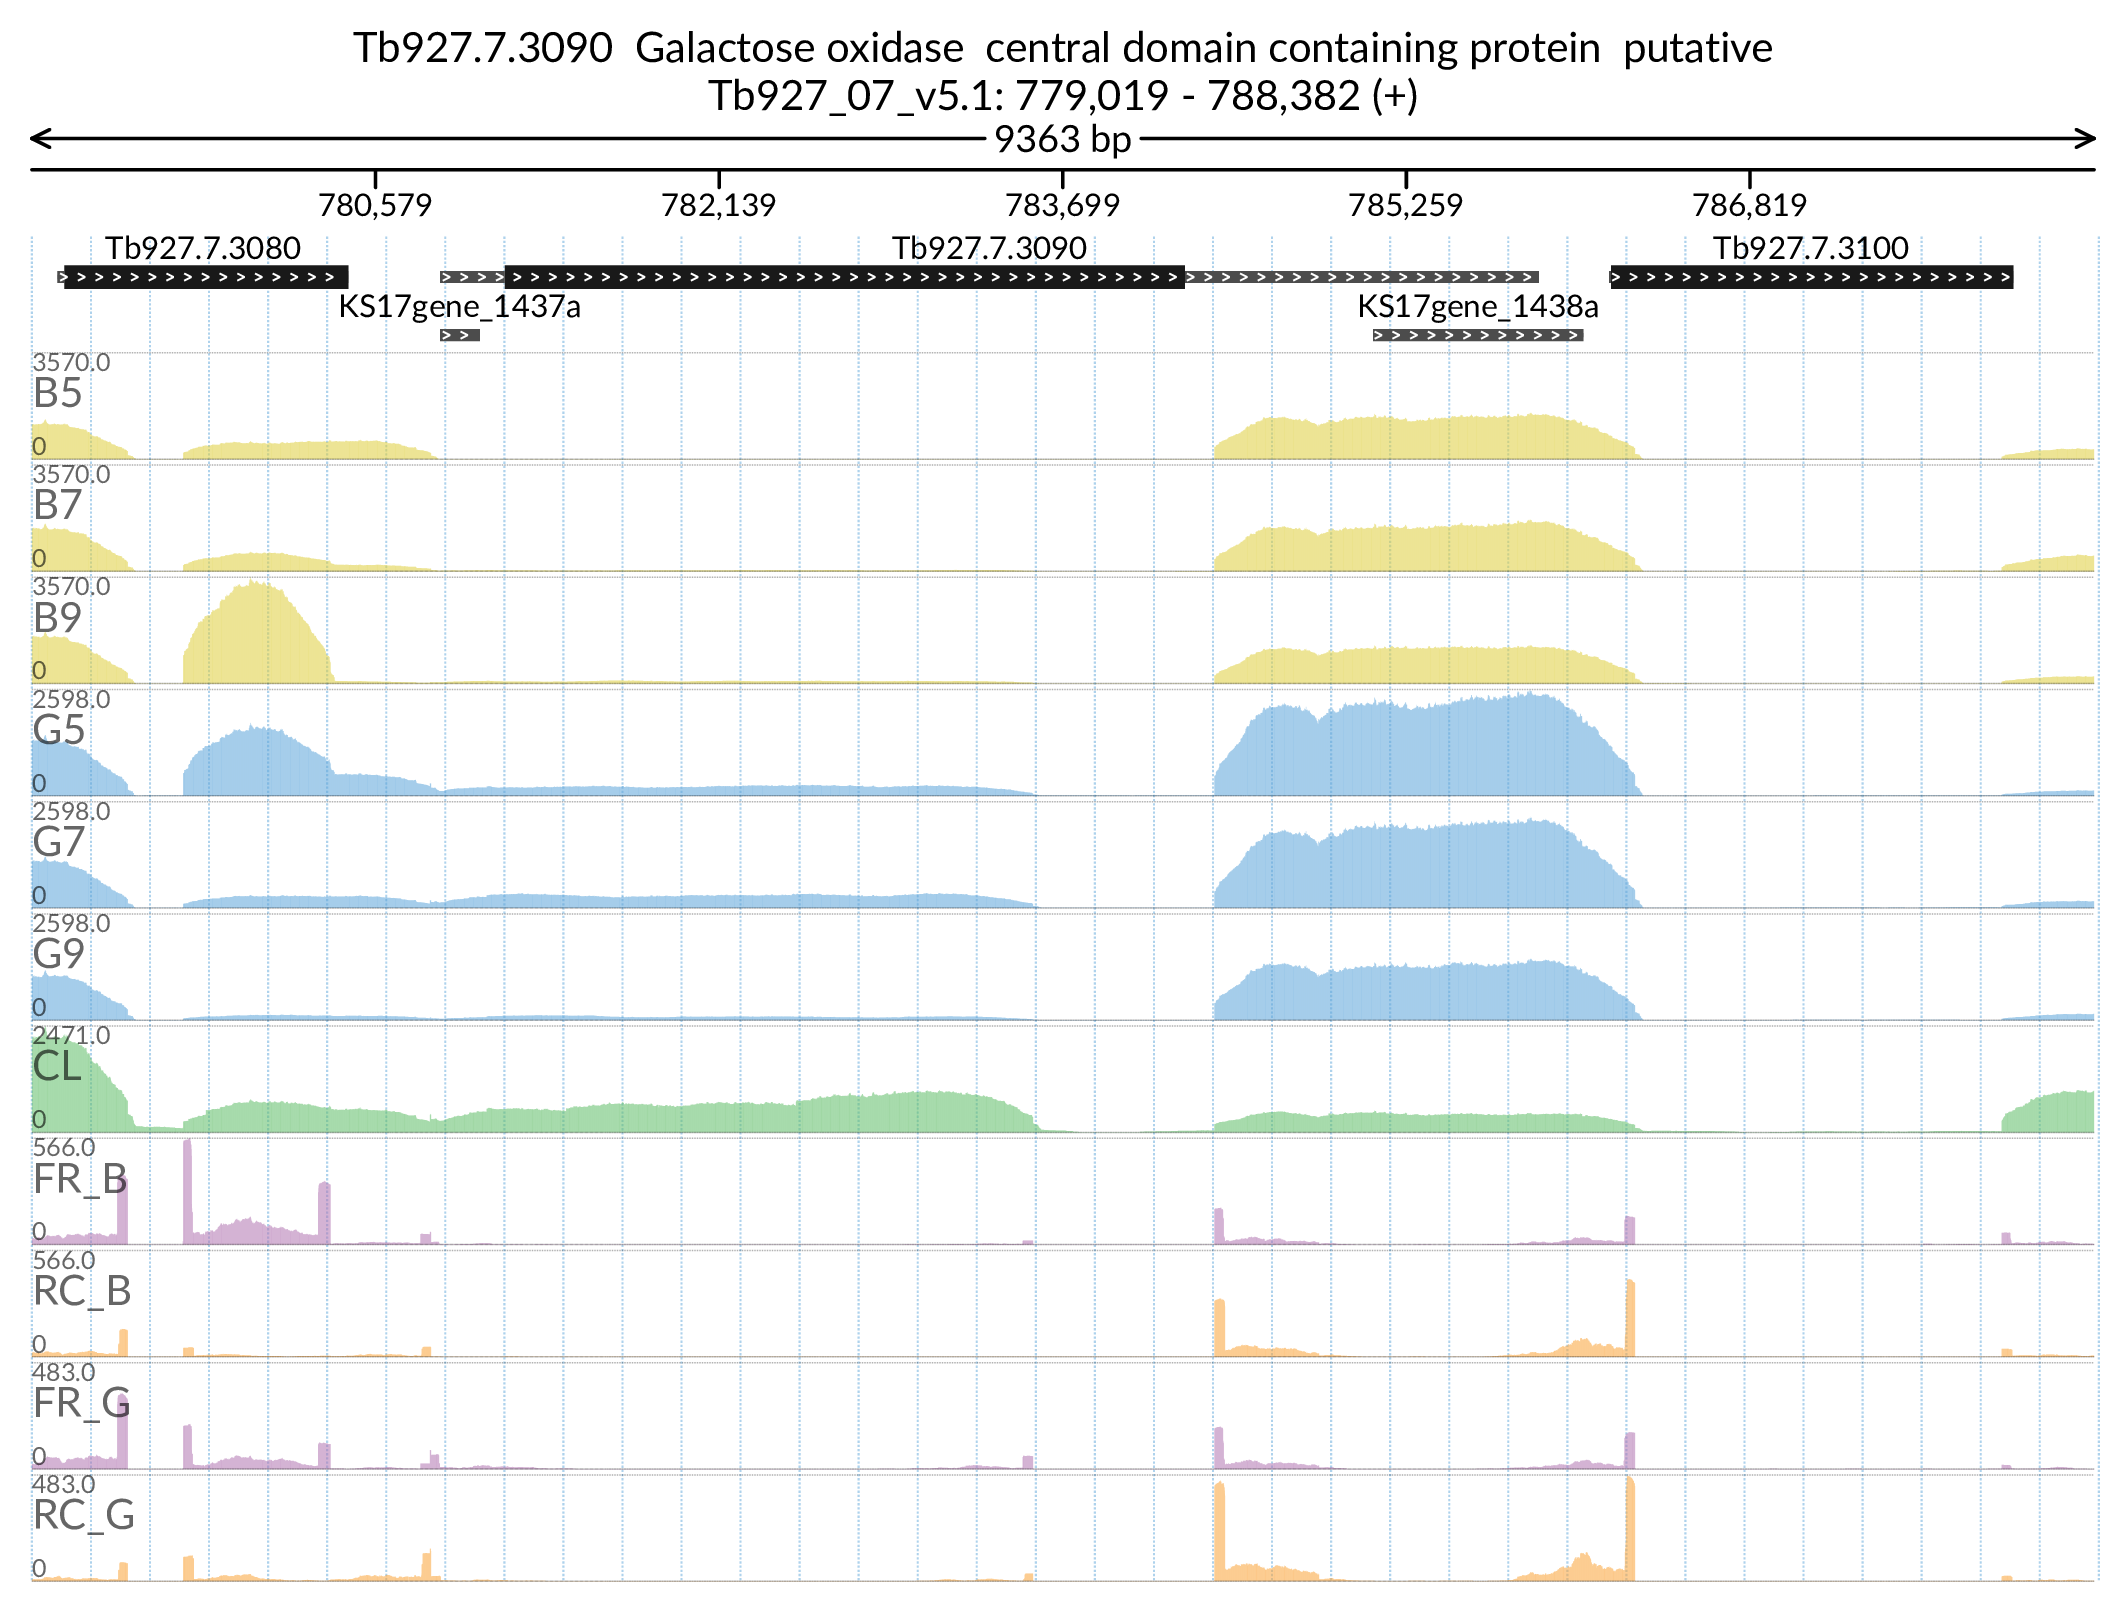 Tb927.7.3090  Galactose oxidase  central domain containing protein  putative
Tb927_07_v5.1: 779,019 - 788,382 (+)
9363 bp
780,579 782,139 783,699 785,259 786,819
Tb927.7.3080 Tb927.7.3090 Tb927.7.3100
KS17gene_1437a KS17gene_1438a
3570.0
B5
0
3570.0
B7
0
3570.0
B9
0
2598.0
G5
0
2598.0
G7
0
2598.0
G9
0
2471.0
CL
0
566.0
FR_B
0
566.0
RC_B
0
483.0
FR_G
0
483.0
RC_G
0